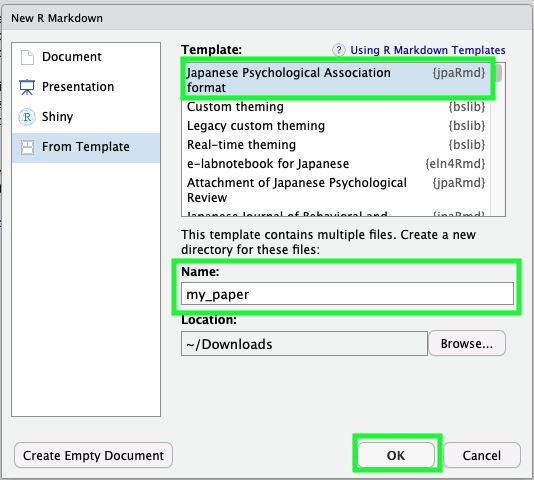 New R Markdown
Document
Presentation
Shiny
From Template
Template:
? Using R Markdown Templates
Japanese Psychological Association {jpaRmd}
format
Custom theming {bslib}
Legacy custom theming {bslib}
Real-time theming {bslib}
e-labnotebook for Japanese {eln4Rmd}
Attachment of Japanese Psychological {jpaRmd}
Review
Japanese Journal of Behavioral and {jpaRmd}
This template contains multiple files. Create a new
directory for these files:
Name:
my_paper
Location:
~/Downloads
Browse...
Create Empty Document
OK
Cancel